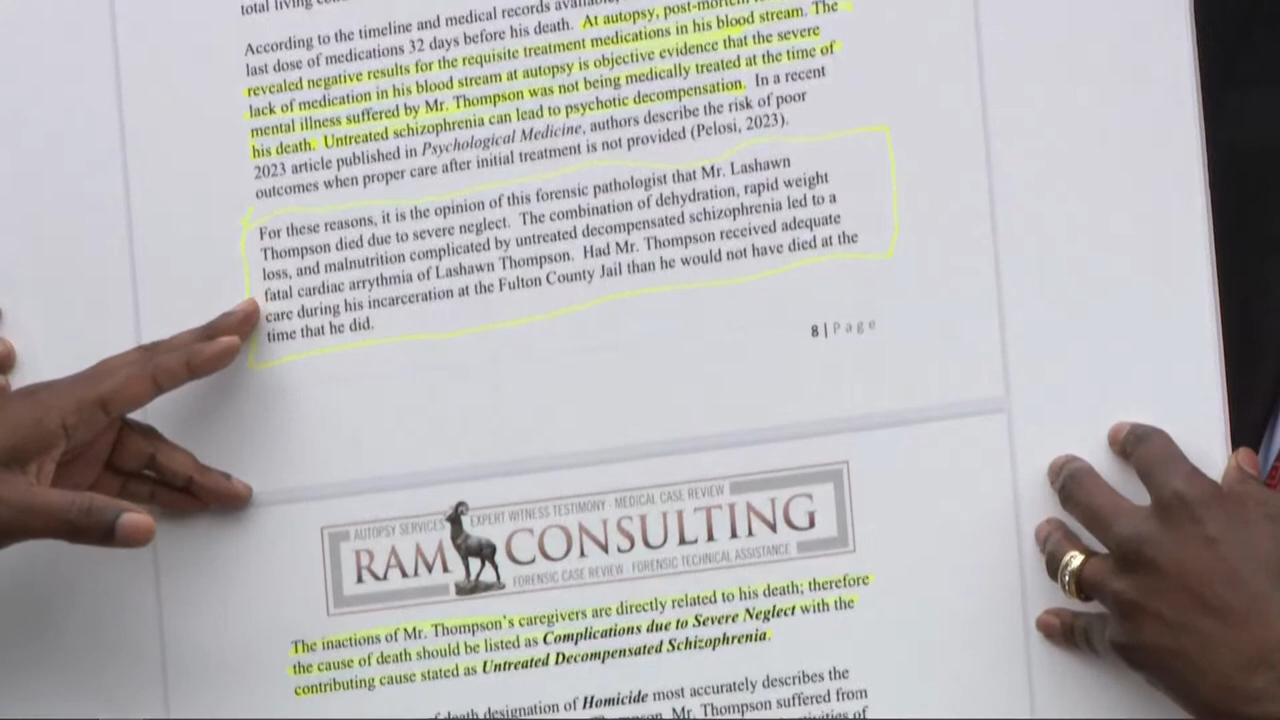 total living
According to the timeline and medical records available,
last dose of medications 32 days before his death. At autopsy, post-mortem
revealed negative results for the requisite treatment medications in his blood stream. The
lack of medication in his blood stream at autopsy is objective evidence that the severe
mental illness suffered by Mr. Thompson was not being medically treated at the time of
his death. Untreated schizophrenia can lead to psychotic decompensation. In a recent
2023 article published in Psychological Medicine, authors describe the risk of poor
outcomes when proper care after initial treatment is not provided (Pelosi, 2023).
For these reasons, it is the opinion of this forensic pathologist that Mr. Lashawn
Thompson died due to severe neglect. The combination of dehydration, rapid weight
loss, and malnutrition complicated by untreated decompensated schizophrenia led to a
fatal cardiac arrythmia of Lashawn Thompson. Had Mr. Thompson received adequate
care during his incarceration at the Fulton County Jail than he would not have died at the
time that he did.
8 | Page
AUTOPSY SERVICES EXPERT WITNESS TESTIMONY · MEDICAL CASE REVIEW
RAM CONSULTING
FORENSIC CASE REVIEW · FORENSIC TECHNICAL ASSISTANCE
The inactions of Mr. Thompson's caregivers are directly related to his death; therefore
the cause of death should be listed as Complications due to Severe Neglect with the
contributing cause stated as Untreated Decompensated Schizophrenia.
death designation of Homicide most accurately describes the
Mr. Thompson suffered from